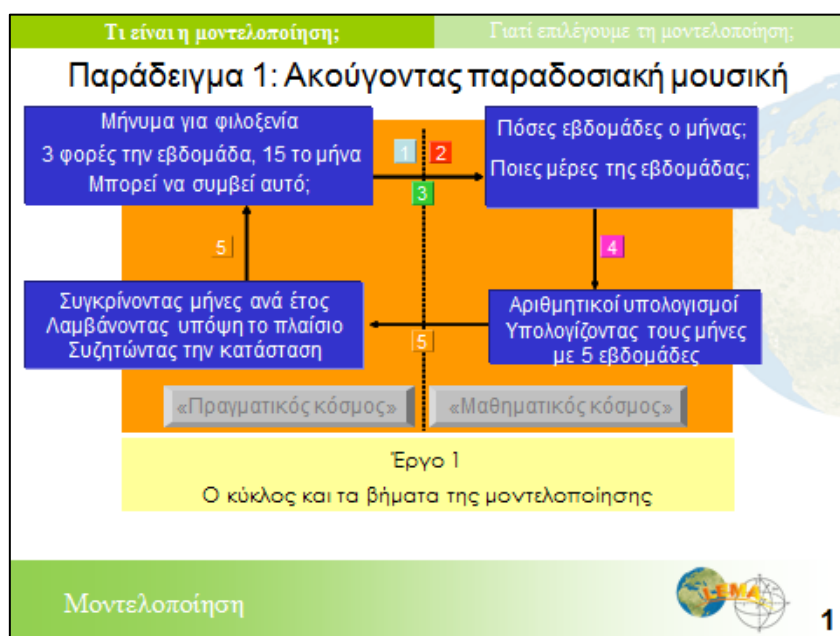 Τι είναι η μοντελοποίηση;
Γιατί επιλέγουμε τη μοντελοποίηση;
Παράδειγμα 1: Ακούγοντας παραδοσιακή μουσική
Μήνυμα για φιλοξενία
3 φορές την εβδομάδα, 15 το μήνα
Μπορεί να συμβεί αυτό;
1
2
3
Πόσες εβδομάδες ο μήνας;
Ποιες μέρες της εβδομάδας;
5
4
Συγκρίνοντας μήνες ανά έτος
Λαμβάνοντας υπόψη το πλαίσιο
Συζητώντας την κατάσταση
5
Αριθμητικοί υπολογισμοί
Υπολογίζοντας τους μήνες
με 5 εβδομάδες
«Πραγματικός κόσμος»
«Μαθηματικός κόσμος»
Έργο 1
Ο κύκλος και τα βήματα της μοντελοποίησης
Μοντελοποίηση
LEMA
1